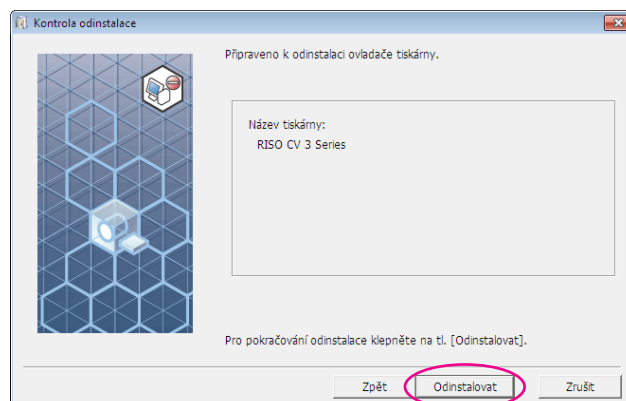 Kontrola odinstalace
Připraveno k odinstalaci ovladače tiskárny.
Název tiskárny:
RISO CV 3 Series
Pro pokračování odinstalace klepněte na tl. [Odinstalovat].
Zpět Odinstalovat Zrušit